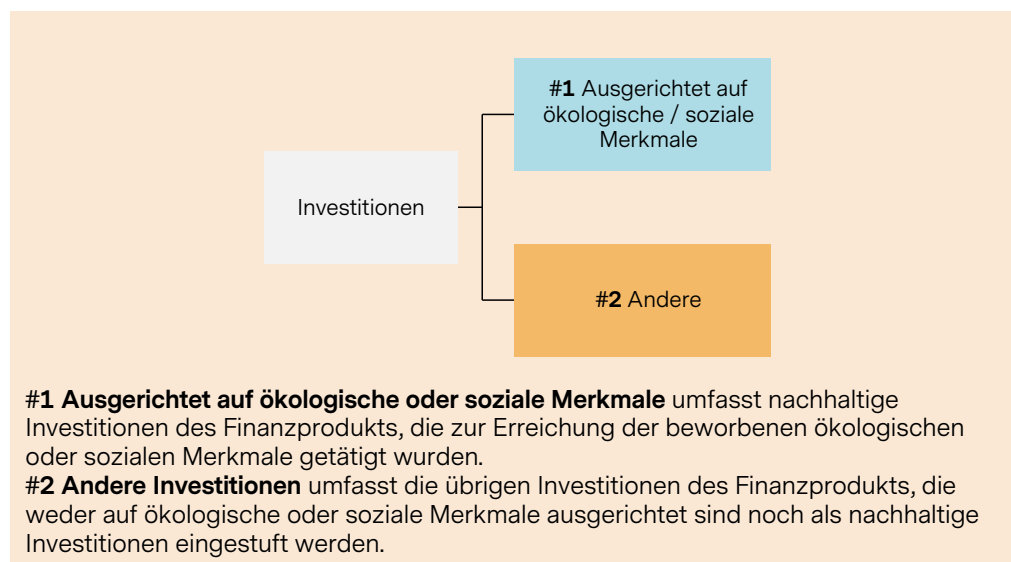 #1 Ausgerichtet auf
ökologische / soziale
Merkmale
Investitionen
#2 Andere
#1 Ausgerichtet auf ökologische oder soziale Merkmale umfasst nachhaltige
Investitionen des Finanzprodukts, die zur Erreichung der beworbenen ökologischen
oder sozialen Merkmale getätigt wurden.
#2 Andere Investitionen umfasst die übrigen Investitionen des Finanzprodukts, die
weder auf ökologische oder soziale Merkmale ausgerichtet sind noch als nachhaltige
Investitionen eingestuft werden.